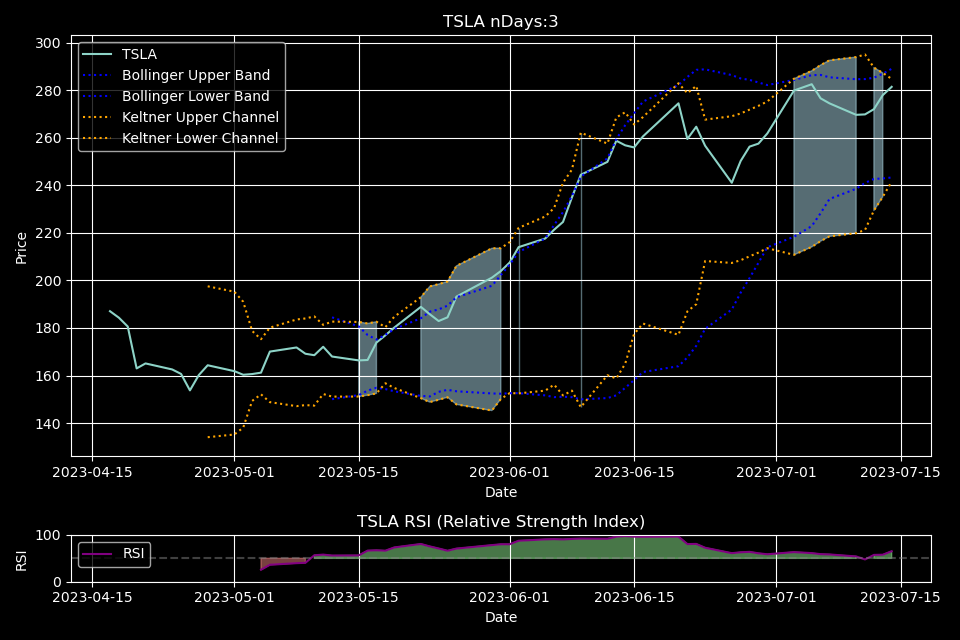 TSLA nDays:3
300
280
260
240
220
200
180
160
140
Price
TSLA
Bollinger Upper Band
Bollinger Lower Band
Keltner Upper Channel
Keltner Lower Channel
2023-04-15 2023-05-01 2023-05-15 2023-06-01 2023-06-15 2023-07-01 2023-07-15
Date
TSLA RSI (Relative Strength Index)
100
0
RSI
RSI
2023-04-15 2023-05-01 2023-05-15 2023-06-01 2023-06-15 2023-07-01 2023-07-15
Date